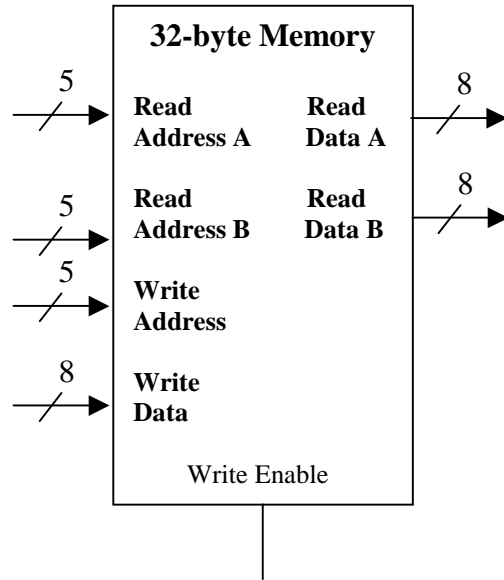 32-byte Memory
5
Read
Address A
Read
Data A
8
5
Read
Address B
Read
Data B
8
5
Write
Address
8
Write
Data
Write Enable